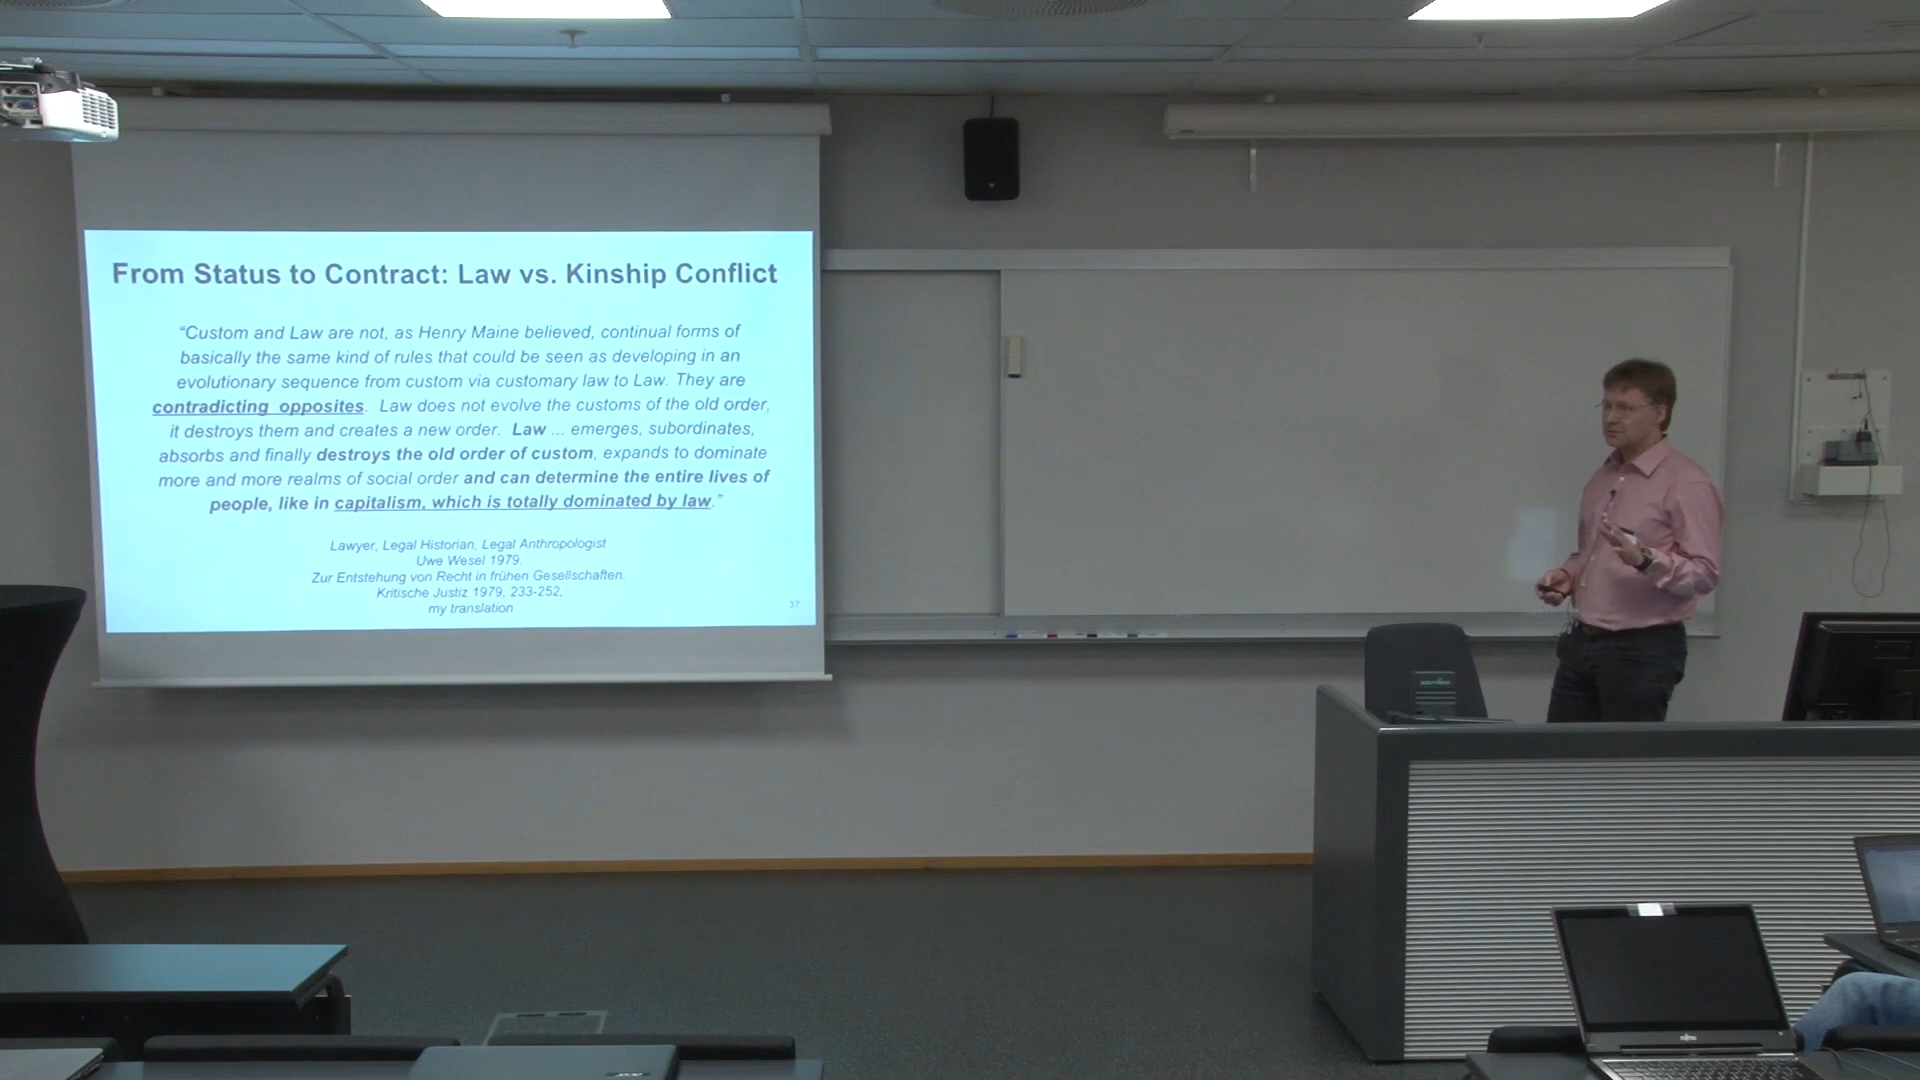 From Status to Contract: Law vs. Kinship Conflict
“Custom and Law are not, as Henry Maine believed, continual forms of
basically the same kind of rules that could be seen as developing in an
evolutionary sequence from custom via customary law to Law. They are
contradicting opposites. Law does not evolve the customs of the old order,
it destroys them and creates a new order. Law ... emerges, subordinates,
absorbs and finally destroys the old order of custom, expands to dominate
more and more realms of social order and can determine the entire lives of
people, like in capitalism, which is totally dominated by law.”
Lawyer, Legal Historian, Legal Anthropologist
Uwe Wesel 1979.
Zur Entstehung von Recht in frühen Gesellschaften.
Kritische Justiz 1979, 233-252,
my translation
37